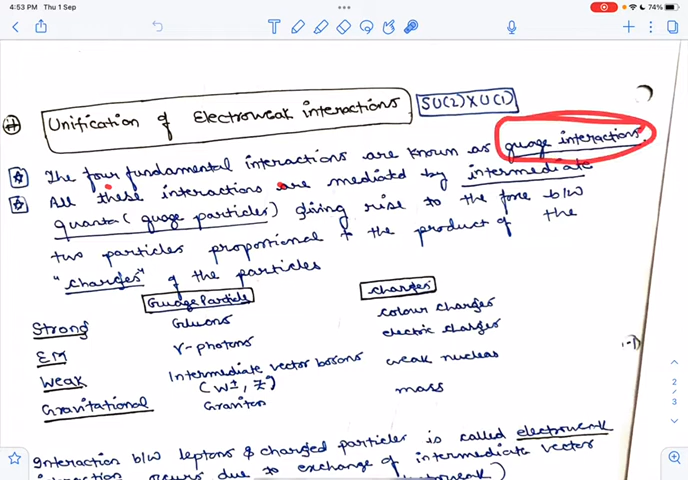 4:53 PM Thu 1 Sep
74%
Unification of Electroweak interactions
SU(2) X U(1)
The four fundamental interactions are known as guage interactions.
All these interactions are mediated by intermediate
quanta( guage particles) giving rise to the force b/w
two particles proportional to the product of the
"charges" of the particles
Guage Particle charges
Strong Gluons colour charges
EM γ-photons electric charges
Weak Intermediate vector bosons weak nuclear
(W±, Z°)
Gravitational Graviton mass
Interaction b/w leptons & charged particles is called electroweak
interaction occurs due to exchange of intermediate vector
2
3